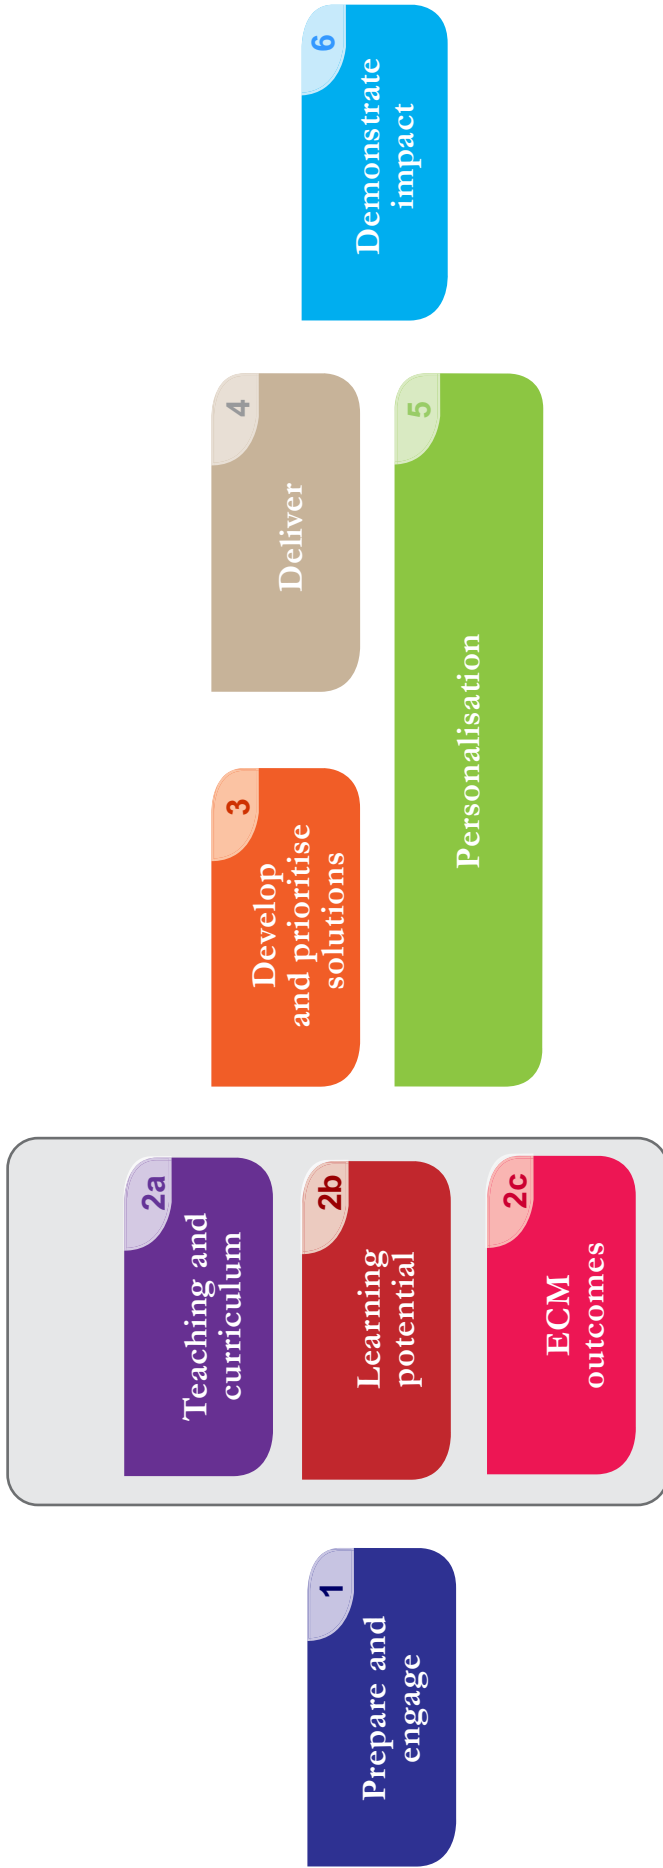 1
Prepare and
engage
2a
Teaching and
curriculum
2b
Learning
potential
2c
ECM
outcomes
3
Develop
and prioritise
solutions
4
Deliver
5
Personalisation
6
Demonstrate
impact